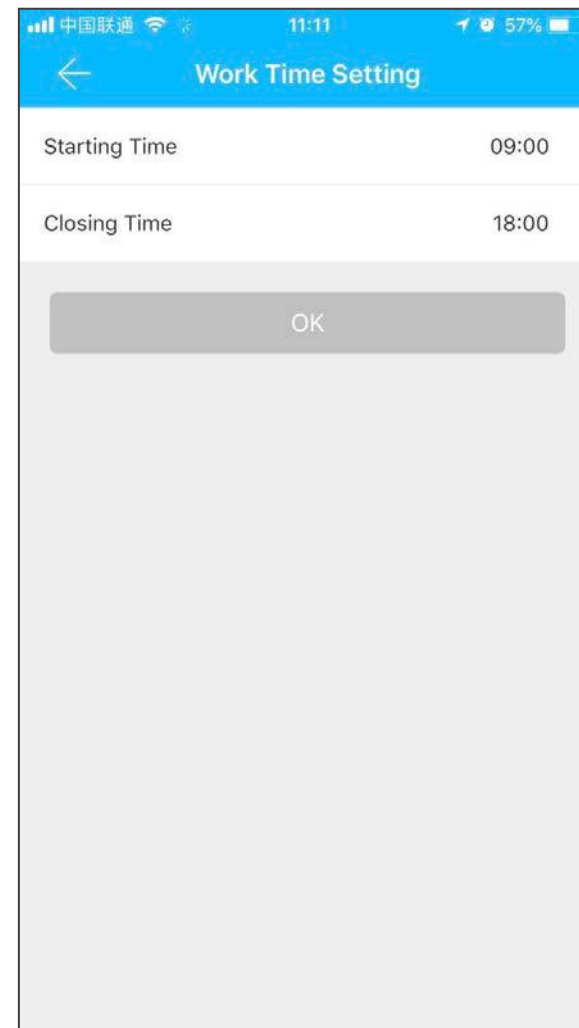 中国联通 11:11 57%
Work Time Setting
Starting Time 09:00
Closing Time 18:00
OK